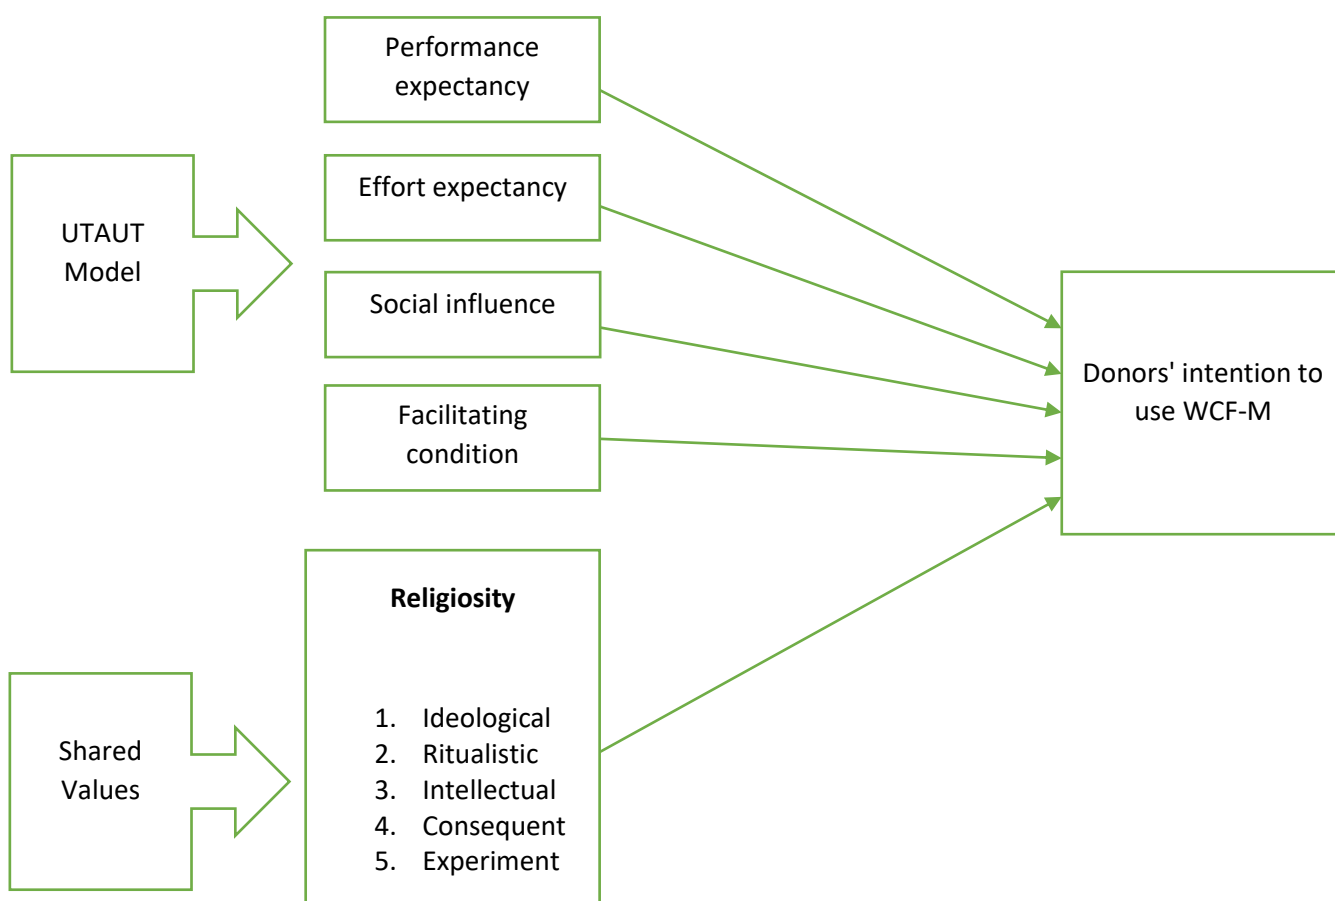 Performance
expectancy
UTAUT
Model
Effort expectancy
Social influence
Facilitating
condition
Donors' intention to
use WCF-M
Shared
Values
Religiosity
1. Ideological
2. Ritualistic
3. Intellectual
4. Consequent
5. Experiment